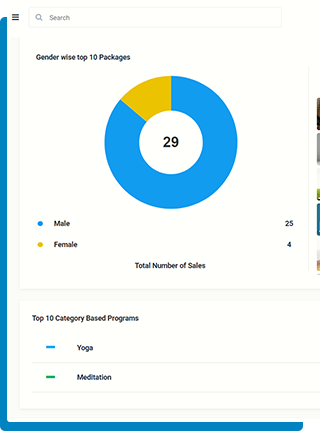 Search
Gender wise top 10 Packages
29
Male 25
Female 4
Total Number of Sales
Top 10 Category Based Programs
Yoga
Meditation